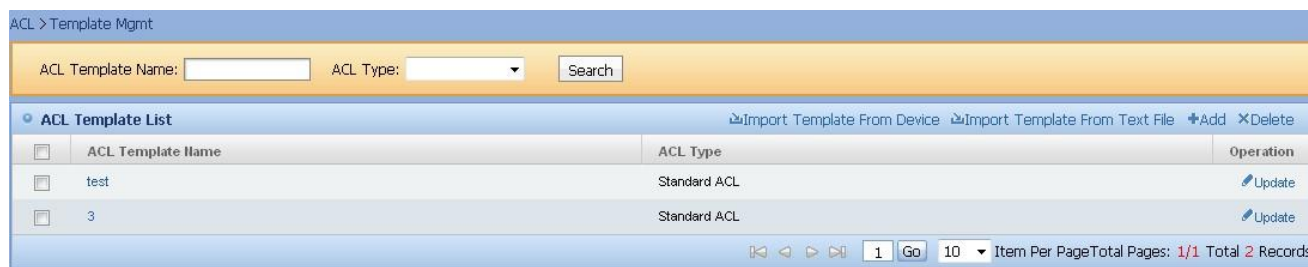 ACL > Template Mgmt
ACL Template Name: ACL Type: Search
ACL Template List Import Template From Device Import Template From Text File Add Delete
ACL Template Name ACL Type Operation
test Standard ACL Update
3 Standard ACL Update
1 Go 10 Item Per PageTotal Pages: 1/1 Total 2 Records